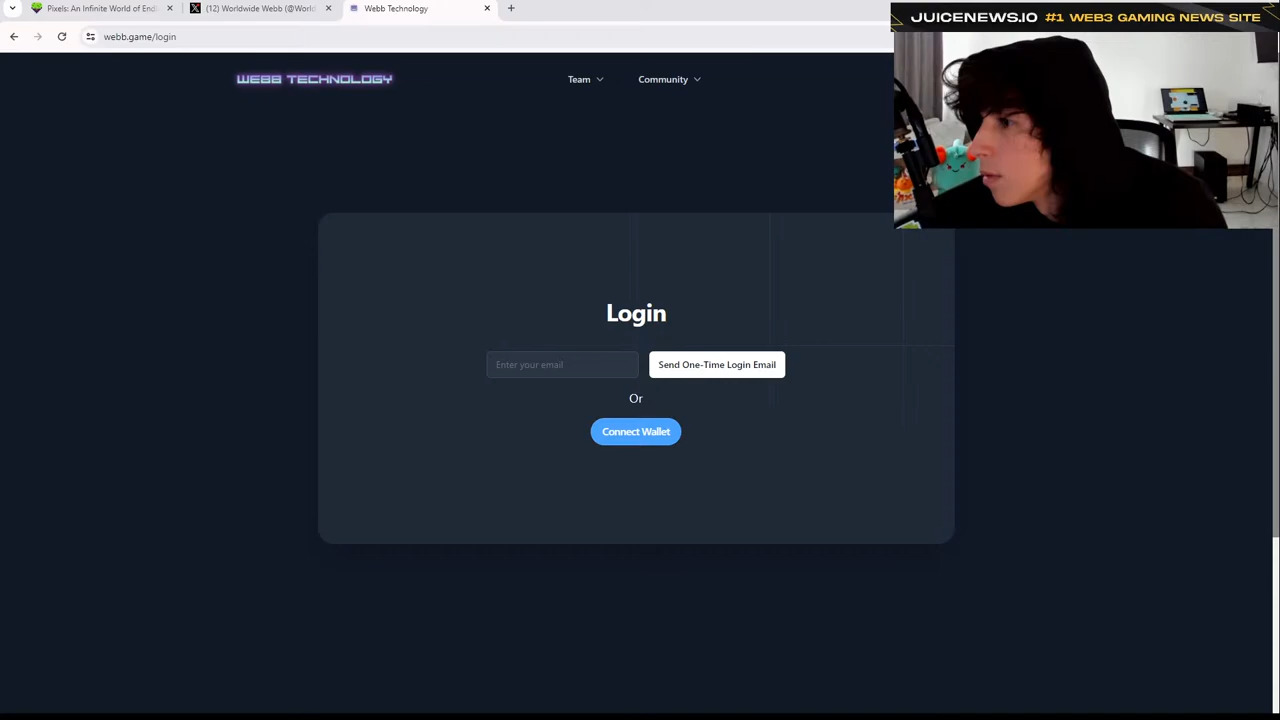 Pixels: An Infinite World of End
(12) Worldwide Webb (@World
Webb Technology
webb.game/login
JUICENEWS.IO #1 WEB3 GAMING NEWS SITE
WEBB TECHNOLOGY
Team
Community
Login
Enter your email
Send One-Time Login Email
Or
Connect Wallet